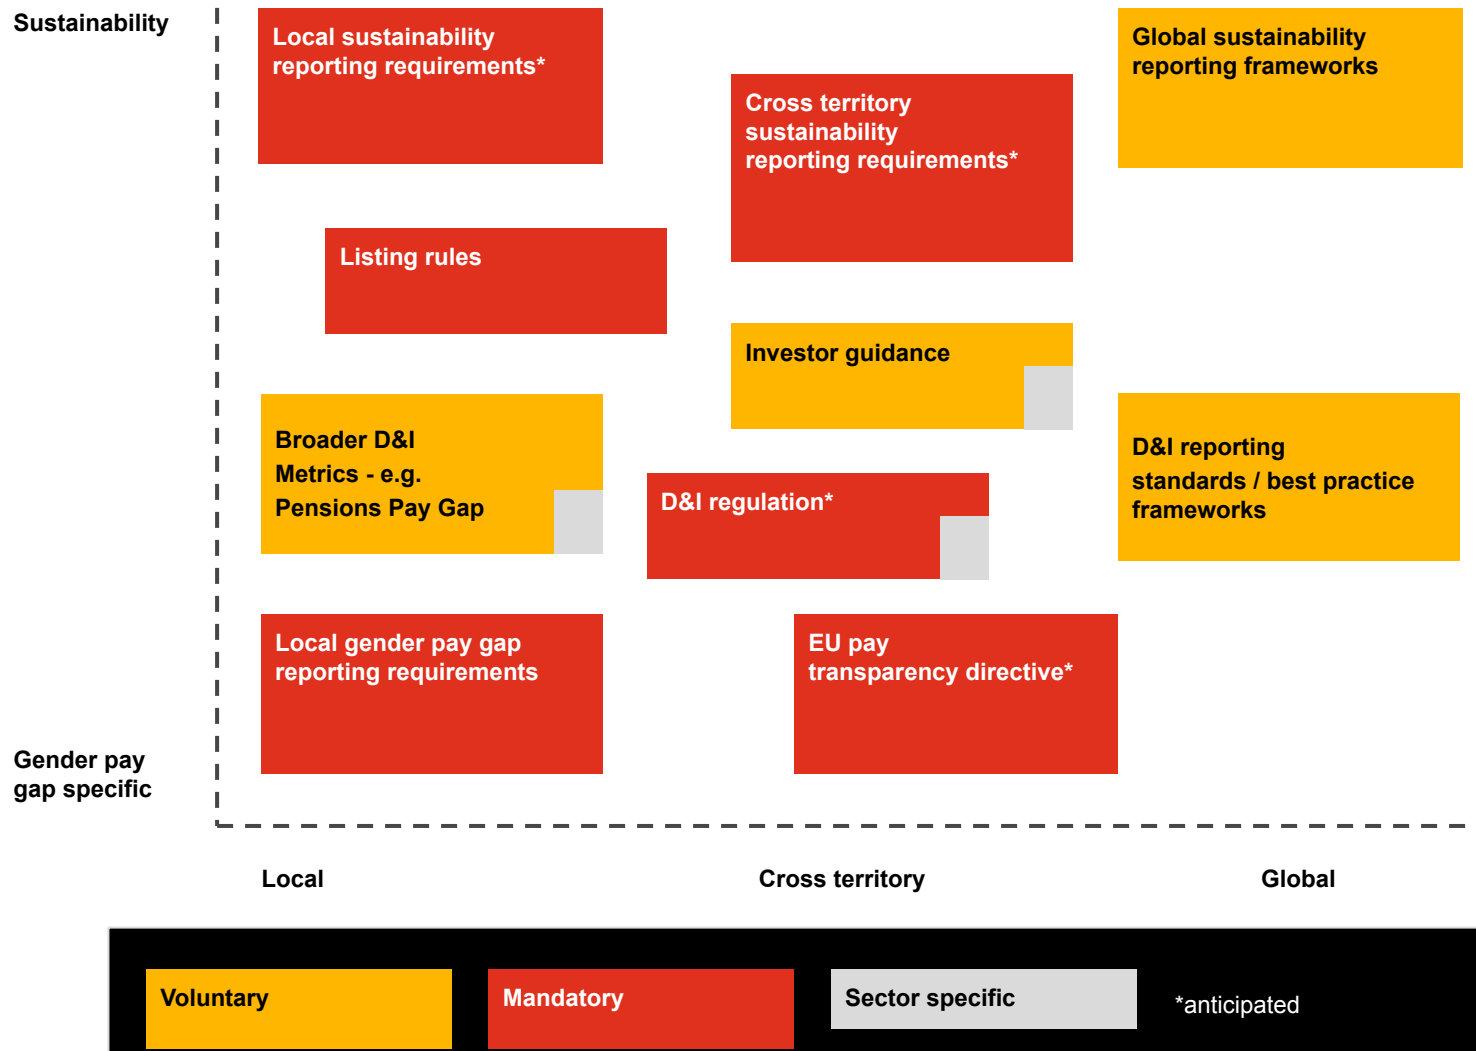 Sustainability
Local sustainability
reporting requirements*
Global sustainability
reporting frameworks
Cross territory
sustainability
reporting requirements*
Listing rules
Investor guidance
Broader D&I
Metrics - e.g.
Pensions Pay Gap
D&I reporting
standards / best practice
frameworks
D&I regulation*
Local gender pay gap
reporting requirements
EU pay
transparency directive*
Gender pay
gap specific
Local
Cross territory
Global
Voluntary
Mandatory
Sector specific
*anticipated